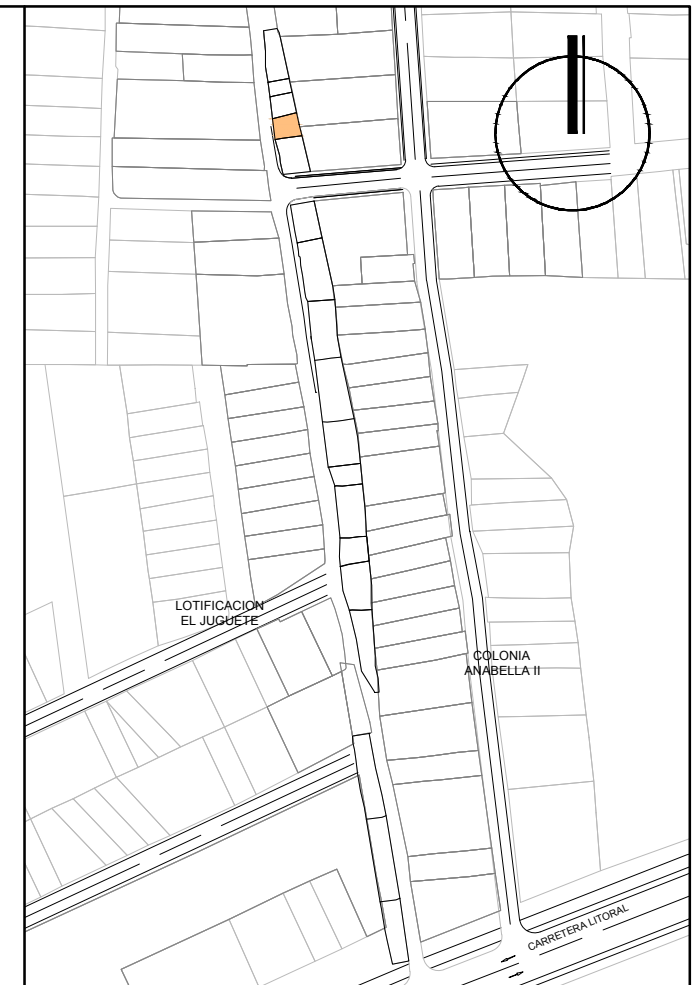 LOTIFICACION
EL JUGUETE
COLONIA
ANABELLA II
CARRETERA LITORAL